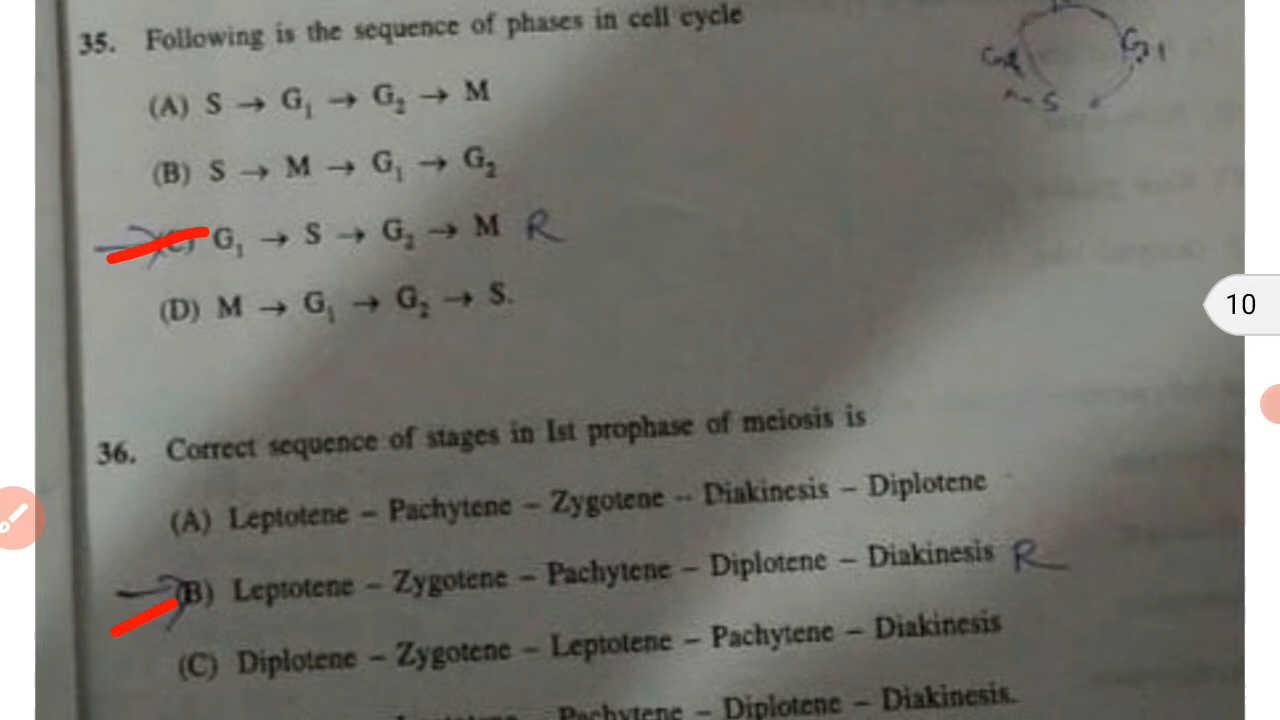 35. Following is the sequence of phases in cell cycle
(A) S → G₁ → G₂ → M
(B) S → M → G₁ → G₂
(C) G₁ → S → G₂ → M R
(D) M → G₁ → G₂ → S.
G1
S
10
36. Correct sequence of stages in Ist prophase of meiosis is
(A) Leptotene – Pachytene – Zygotene – Diakinesis – Diplotene
(B) Leptotene – Zygotene – Pachytene – Diplotene – Diakinesis R
(C) Diplotene – Zygotene – Leptotene – Pachytene – Diakinesis
Pachytene – Diplotene – Diakinesis.